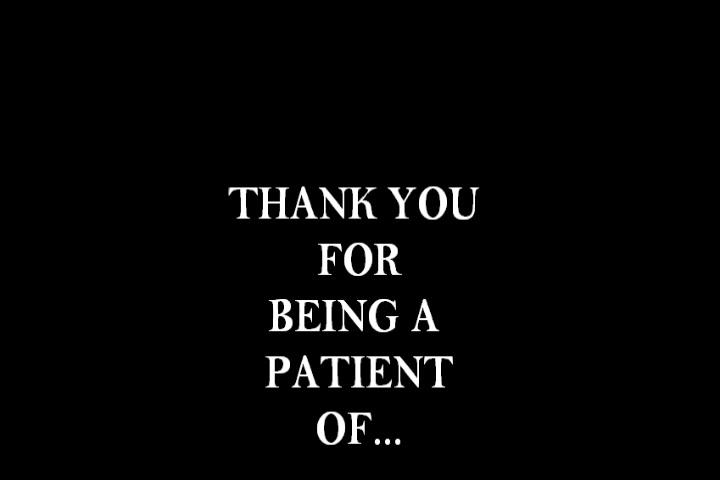 THANK YOU
FOR
BEING A
PATIENT
OF...